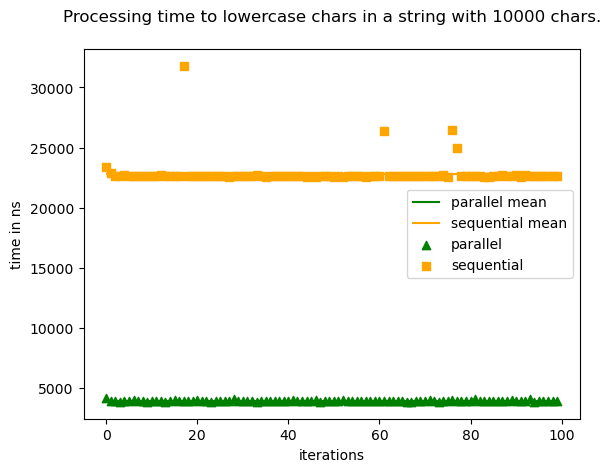 Processing time to lowercase chars in a string with 10000 chars.
30000
25000
20000
15000
10000
5000
time in ns
parallel mean
sequential mean
parallel
sequential
0
20
40
60
80
100
iterations